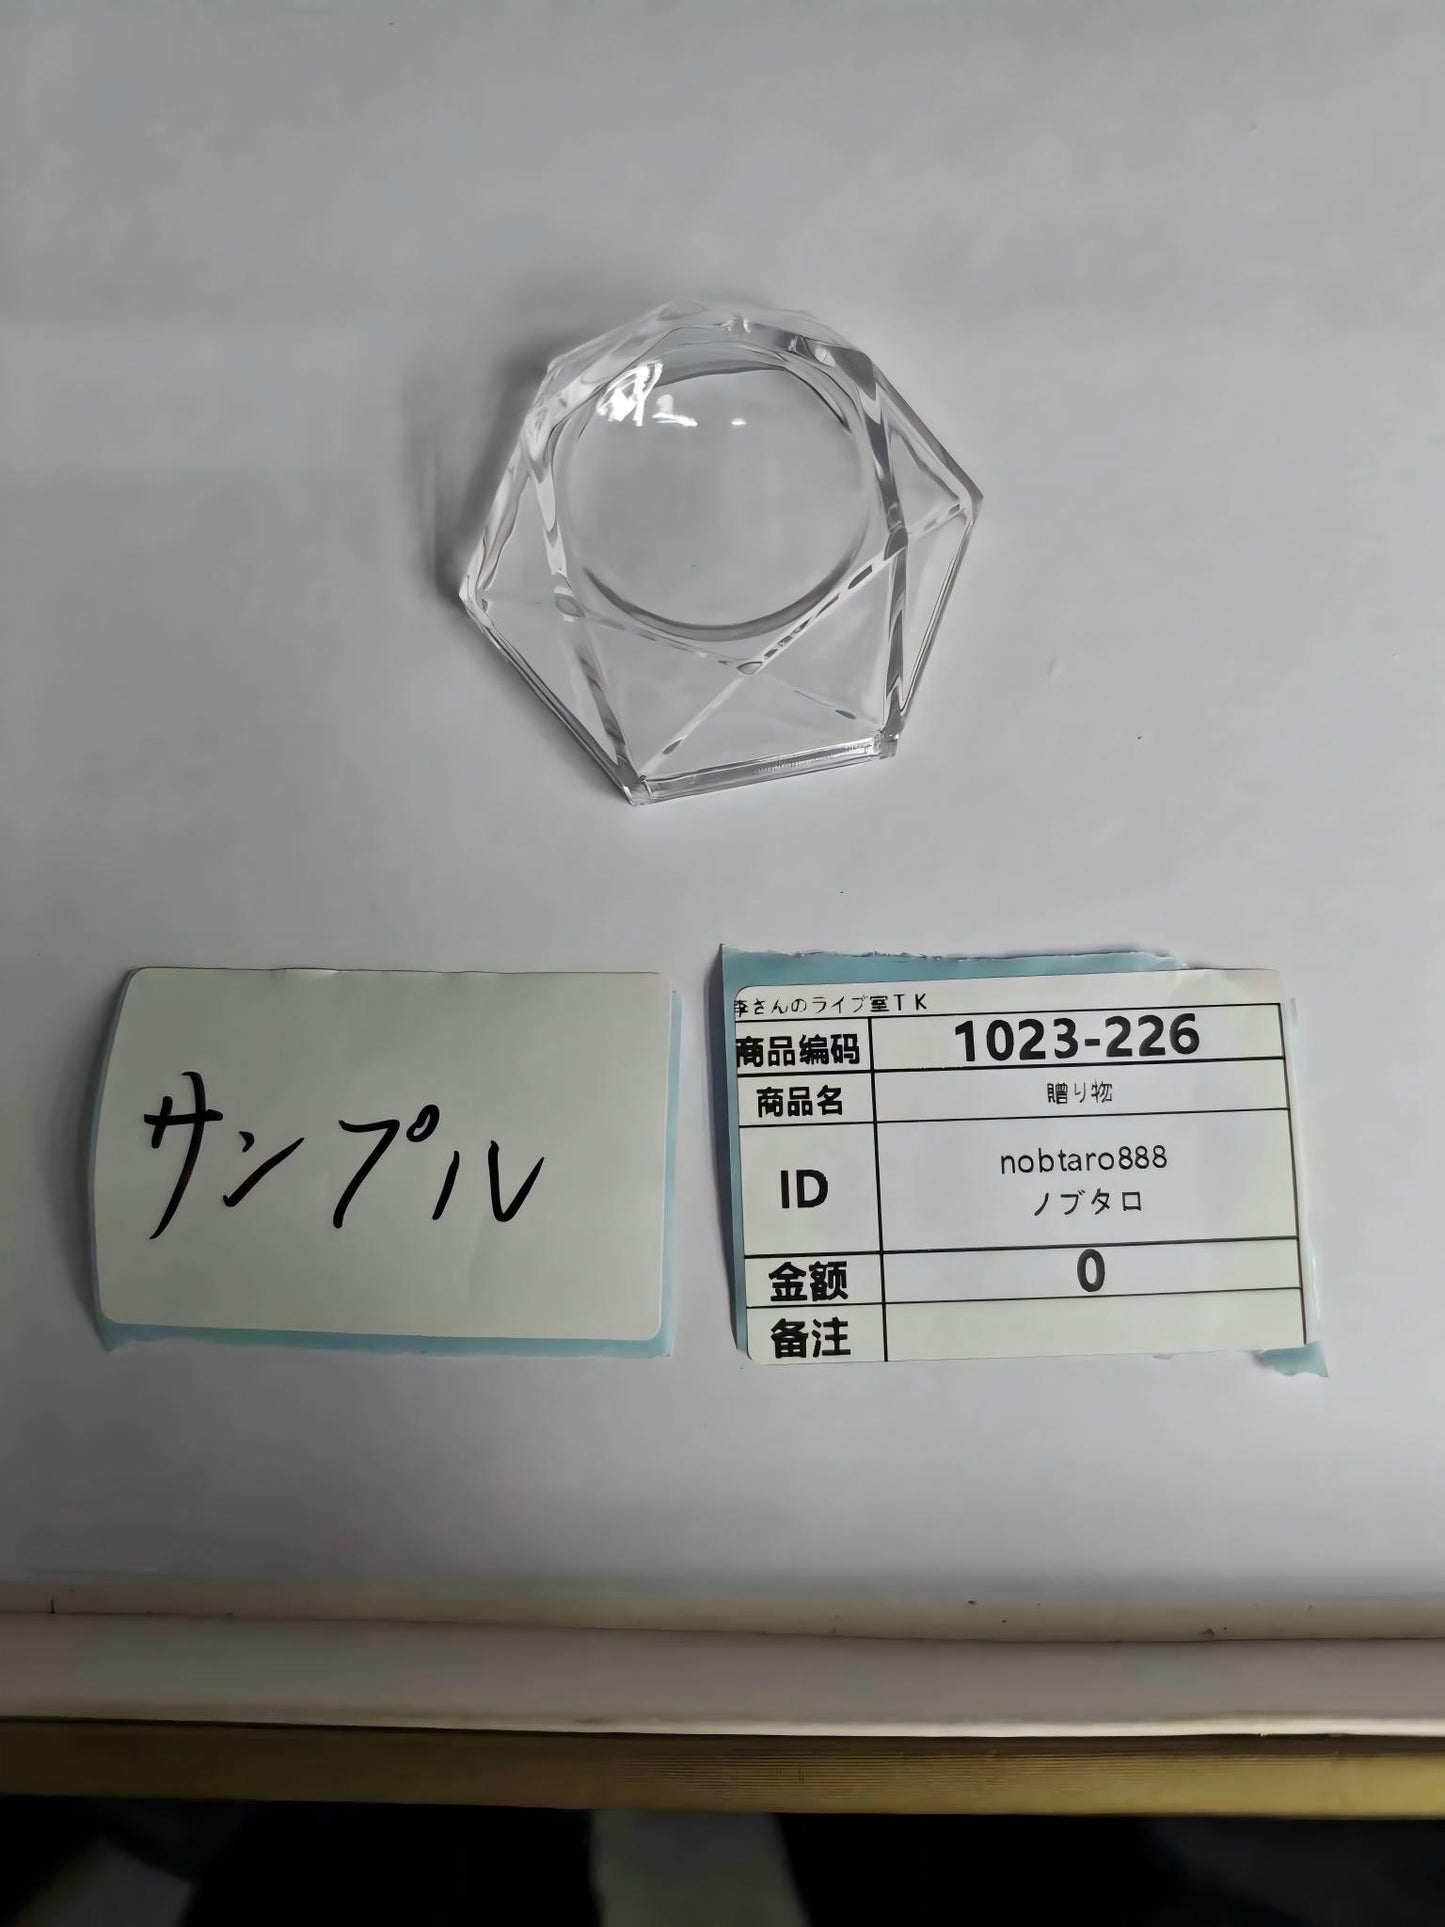 サンプル
李さんのライブ室TK
商品编码 1023-226
商品名 贈り物
ID nobtaro888
ノブタロ
金额 0
备注